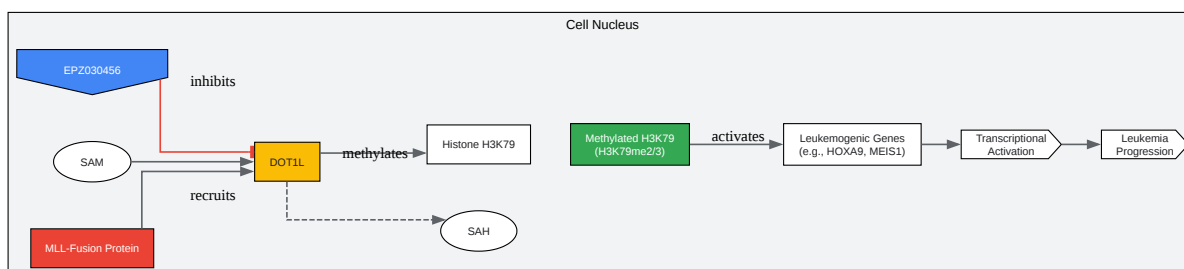 Cell Nucleus
EPZ030456
inhibits
SAM
DOT1L
methylates
Histone H3K79
recruits
MLL-Fusion Protein
SAH
Methylated H3K79
(H3K79me2/3)
activates
Leukemogenic Genes
(e.g., HOXA9, MEIS1)
Transcriptional
Activation
Leukemia
Progression